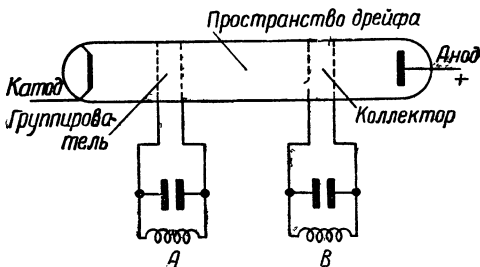 Пространство дрейфа
Катод
Анод
+
Группирова-
тель
Коллектор
A
B